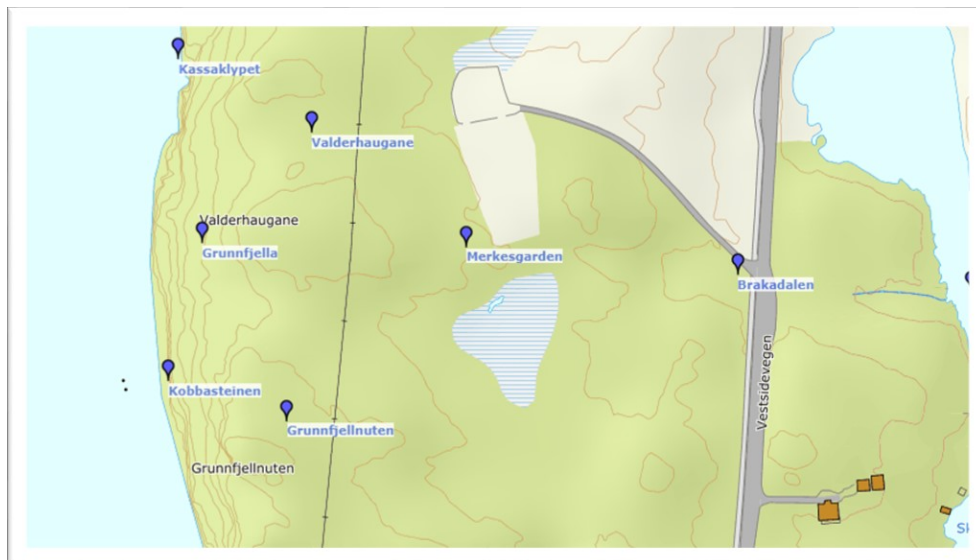 Kassaklypet
Valderhaugane
Valderhaugane
Grunnfjella
Merkesgarden
Brakadalen
Vestsidevegen
Kobbasteinen
Grunnfjellnuten
Grunnfjellnuten